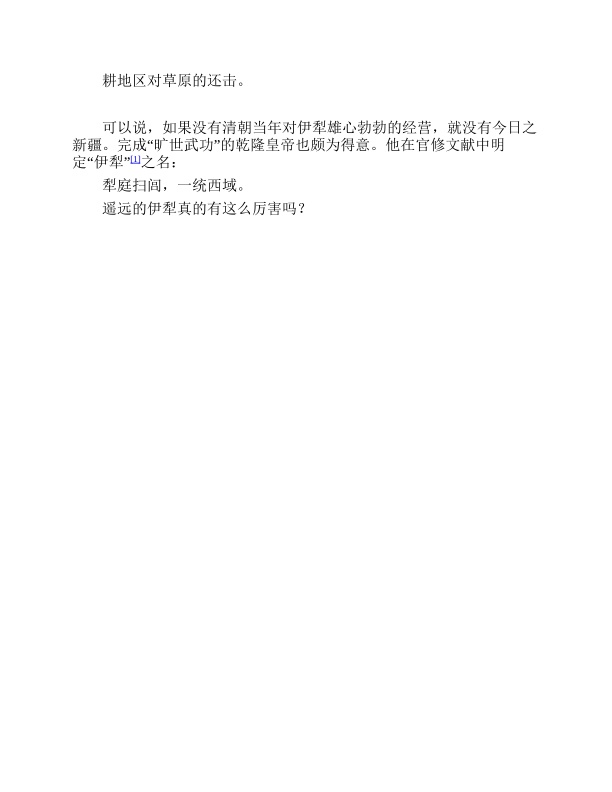 耕地区对草原的还击。
可以说，如果没有清朝当年对伊犁雄心勃勃的经营，就没有今日之
新疆。完成“旷世武功”的乾隆皇帝也颇为得意。他在官修文献中明
定“伊犁”[1]之名：
犁庭扫闾，一统西域。
遥远的伊犁真的有这么厉害吗？